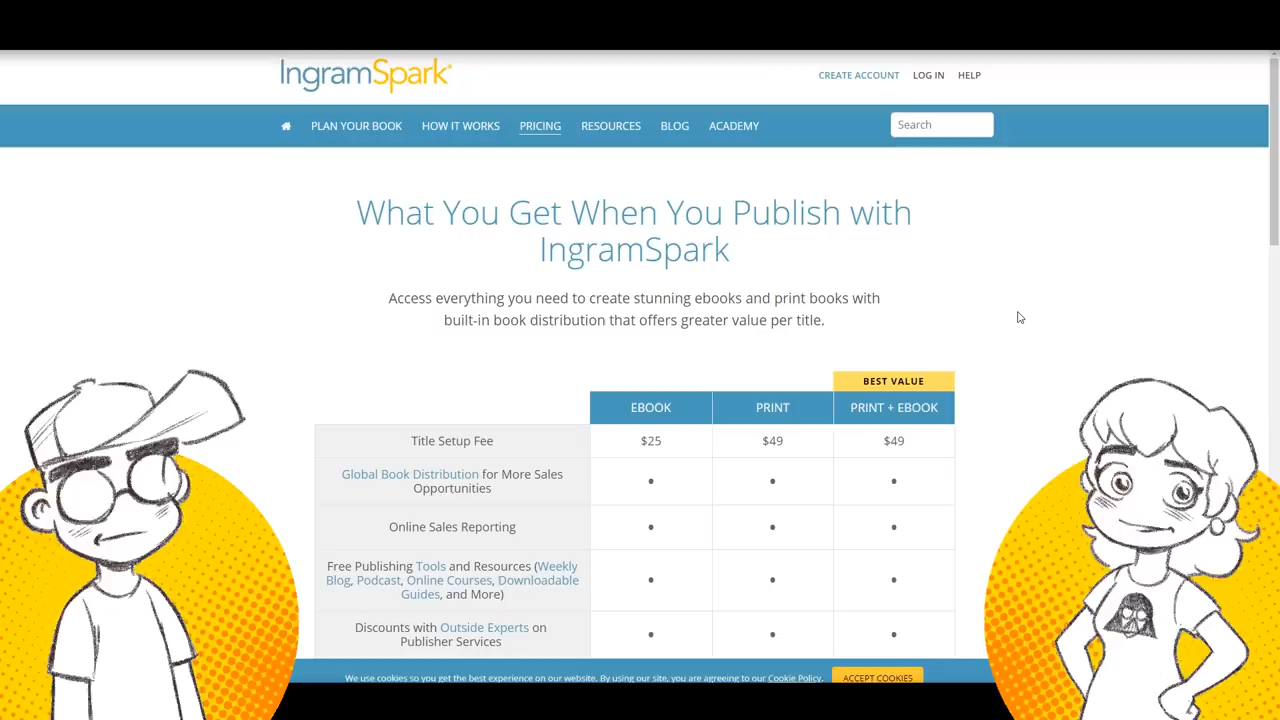 IngramSpark®
CREATE ACCOUNT LOG IN HELP
PLAN YOUR BOOK HOW IT WORKS PRICING RESOURCES BLOG ACADEMY Search
What You Get When You Publish with
IngramSpark
Access everything you need to create stunning ebooks and print books with
built-in book distribution that offers greater value per title.
BEST VALUE
EBOOK PRINT PRINT + EBOOK
Title Setup Fee $25 $49 $49
Global Book Distribution for More Sales
Opportunities
Online Sales Reporting
Free Publishing Tools and Resources (Weekly
Blog, Podcast, Online Courses, Downloadable
Guides, and More)
Discounts with Outside Experts on
Publisher Services
We use cookies so you get the best experience on our website. By using our site, you are agreeing to our Cookie Policy. ACCEPT COOKIES